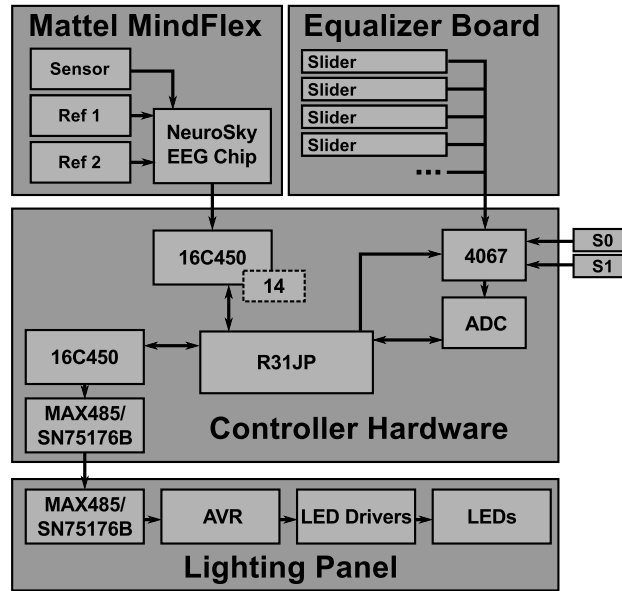 Mattel MindFlex
Sensor
Ref 1
Ref 2
NeuroSky
EEG Chip
Equalizer Board
Slider
Slider
Slider
Slider
...
16C450
14
4067
S0
S1
ADC
R31JP
16C450
MAX485/
SN75176B
Controller Hardware
MAX485/
SN75176B
AVR
LED Drivers
LEDs
Lighting Panel